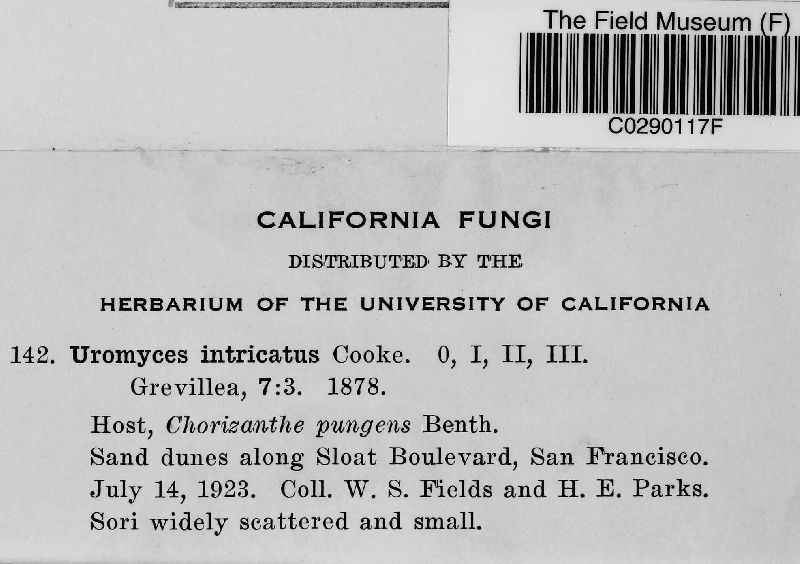 The Field Museum (F)
C0290117F
CALIFORNIA FUNGI
DISTRIBUTED BY THE
HERBARIUM OF THE UNIVERSITY OF CALIFORNIA
142. Uromyces intricatus Cooke. 0, I, II, III.
Grevillea, 7:3. 1878.
Host, Chorizanthe pungens Benth.
Sand dunes along Sloat Boulevard, San Francisco.
July 14, 1923. Coll. W. S. Fields and H. E. Parks.
Sori widely scattered and small.